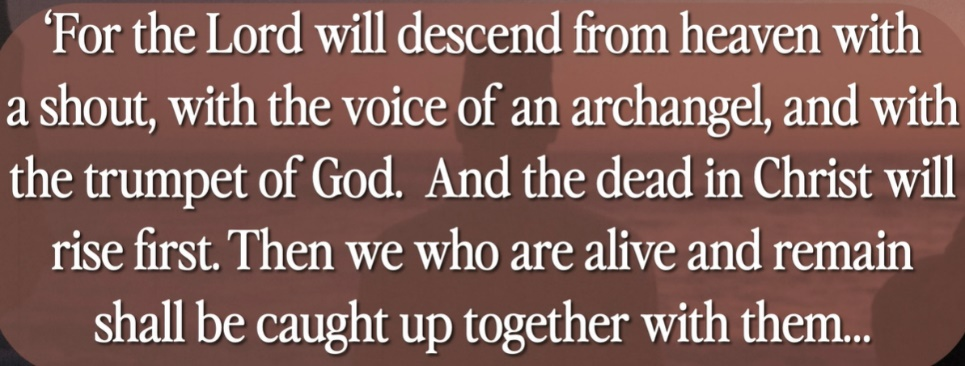 ‘For the Lord will descend from heaven with
a shout, with the voice of an archangel, and with
the trumpet of God.  And the dead in Christ will
rise first. Then we who are alive and remain
shall be caught up together with them...